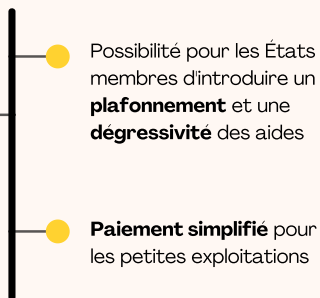 Possibilité pour les États
membres d'introduire un
plafonnement et une
dégressivité des aides
Paiement simplifié pour
les petites exploitations